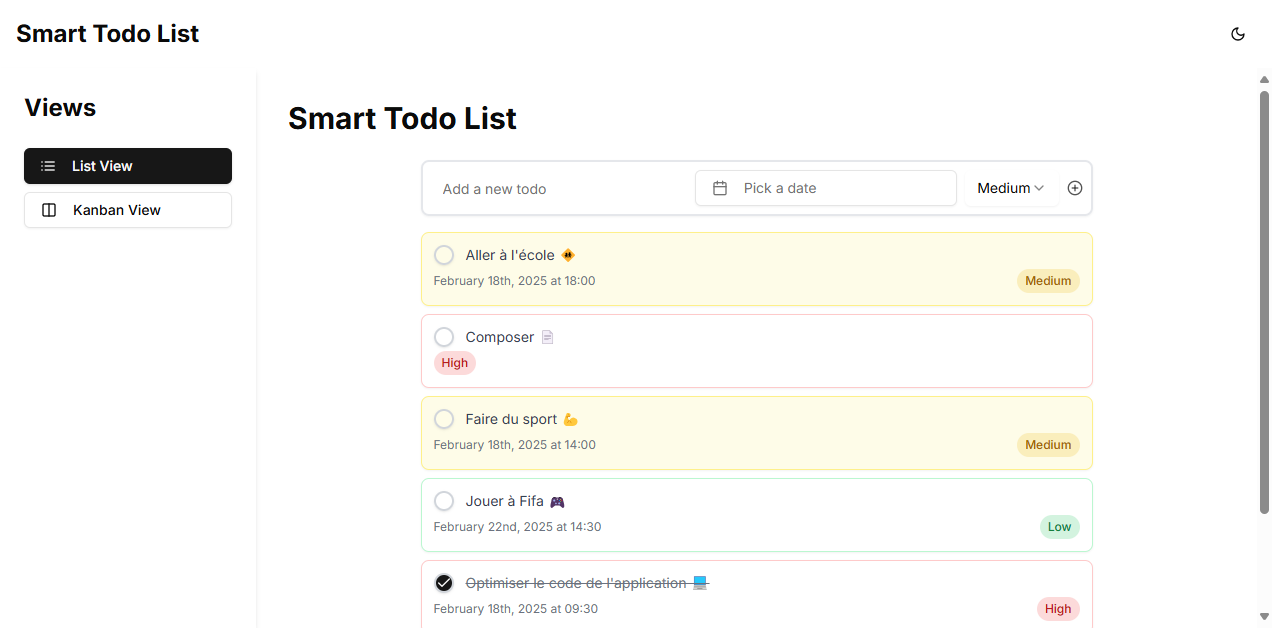 Smart Todo List
Views
List View
Kanban View
Smart Todo List
Add a new todo
Pick a date
Medium
Aller à l'école 🚸
February 18th, 2025 at 18:00
Medium
Composer 📄
High
Faire du sport 💪
February 18th, 2025 at 14:00
Medium
Jouer à Fifa 🎮
February 22nd, 2025 at 14:30
Low
Optimiser le code de l'application 💻
February 18th, 2025 at 09:30
High